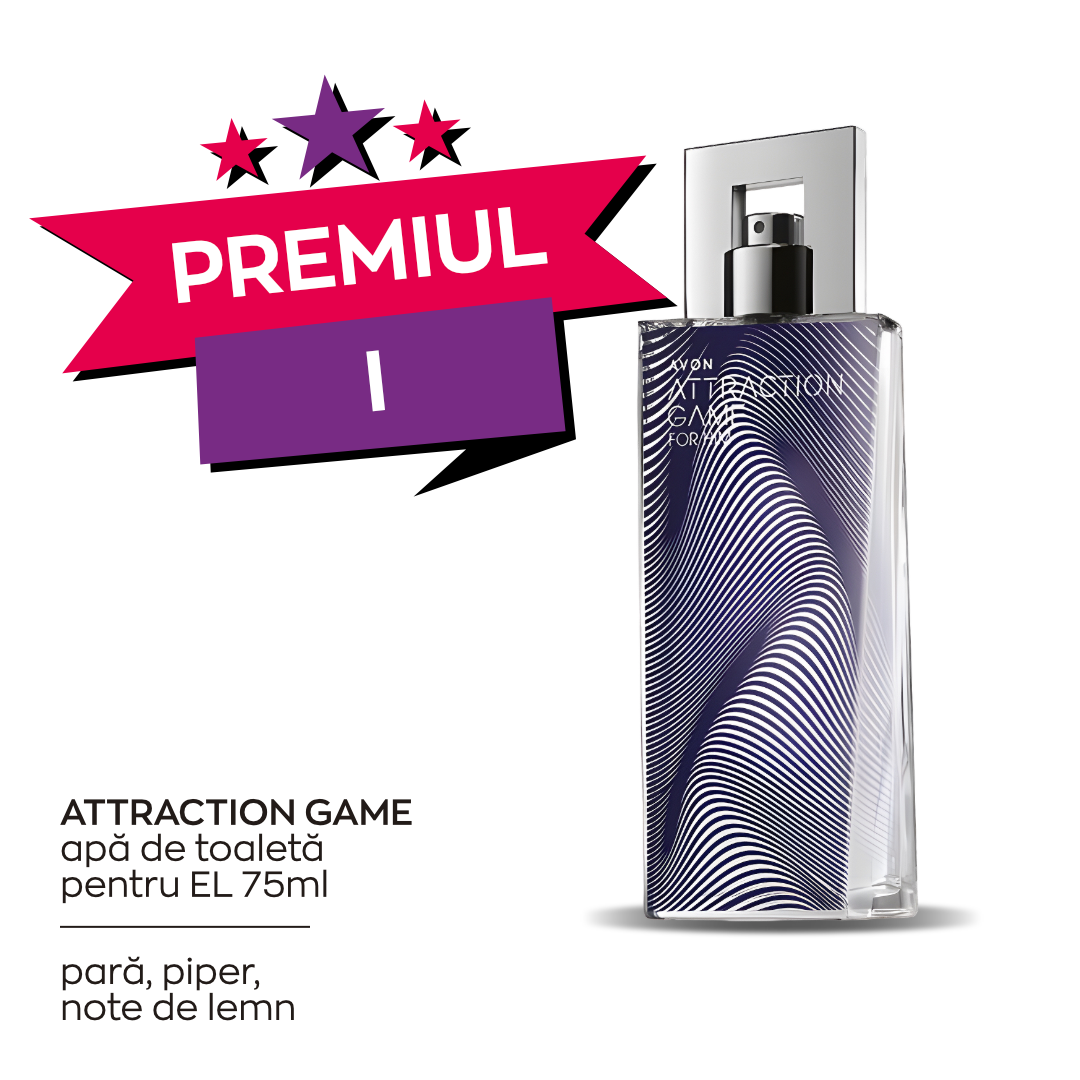 PREMIUL
I
AVON
ATTRACTION
GAME
FOR HIM
ATTRACTION GAME
apă de toaletă
pentru EL 75ml
pară, piper,
note de lemn